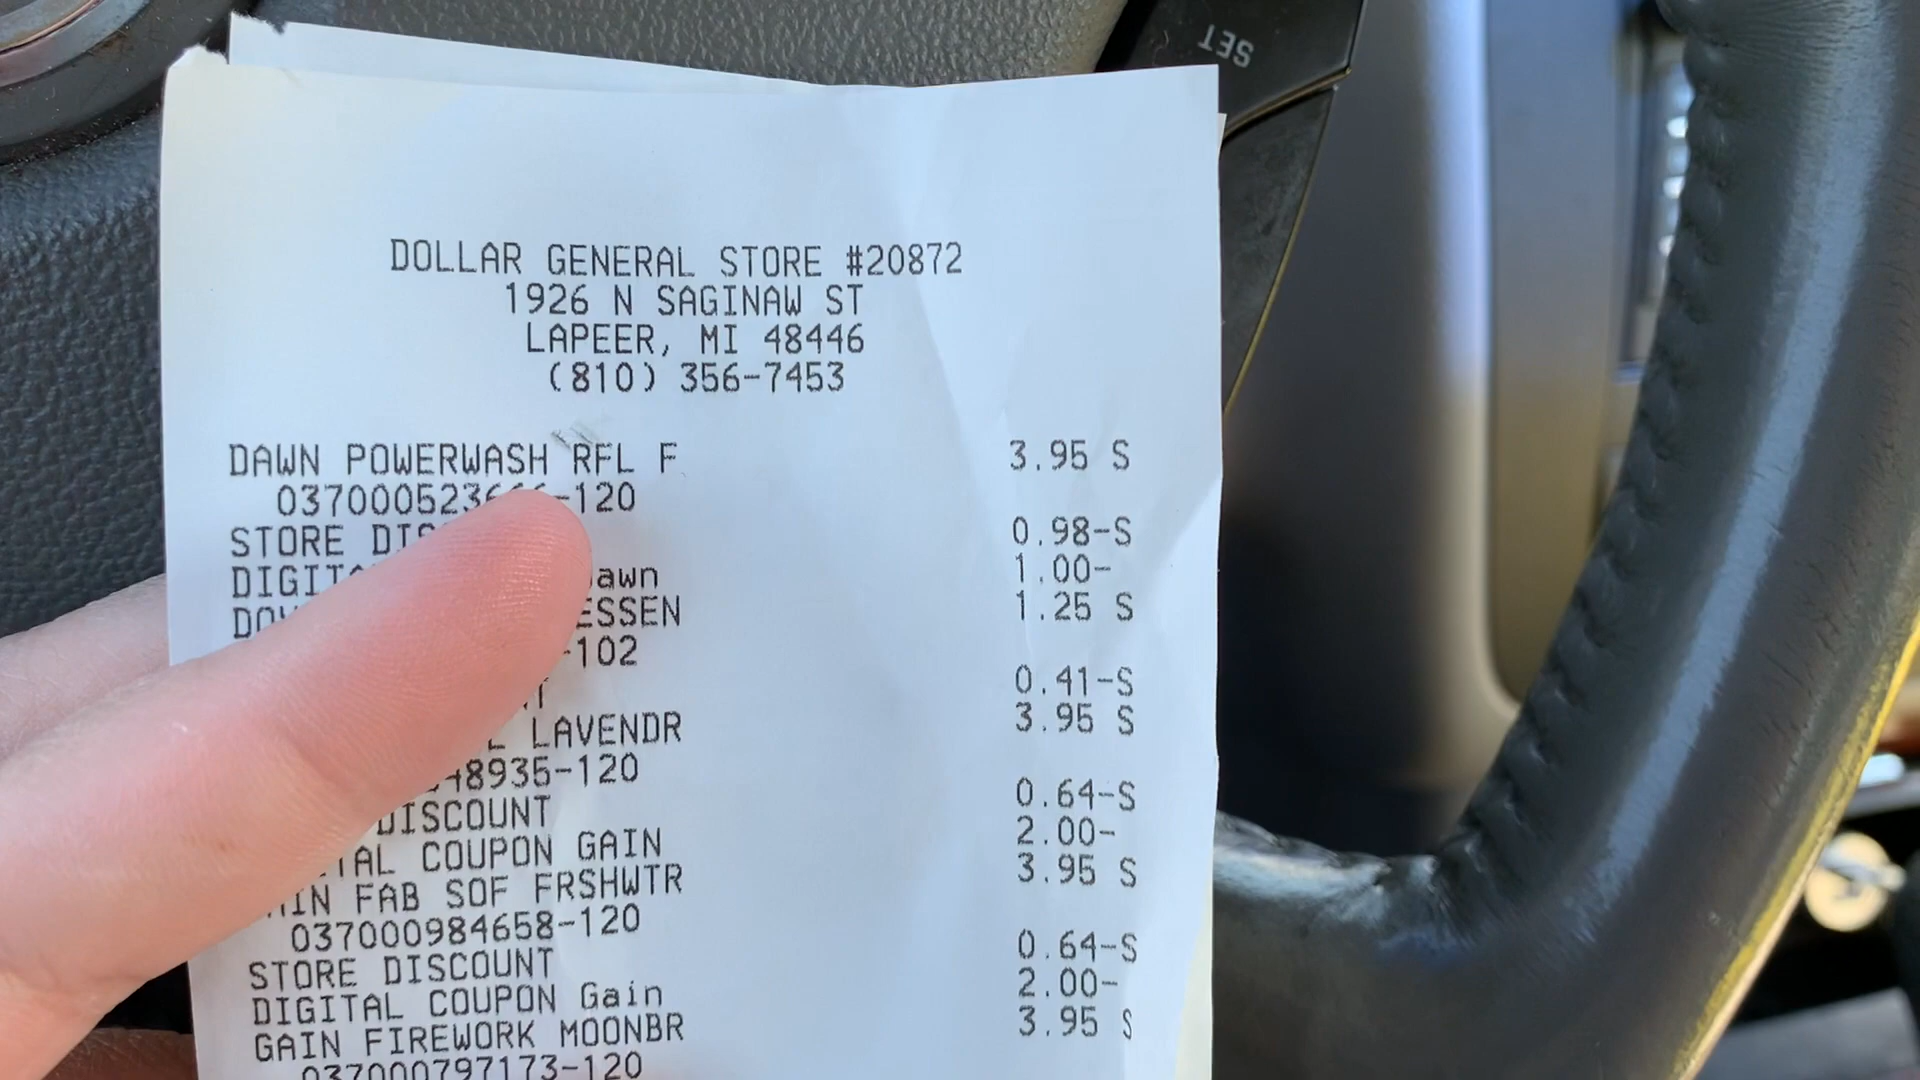 SET
DOLLAR GENERAL STORE #20872
1926 N SAGINAW ST
LAPEER, MI 48446
(810) 356-7453
DAWN POWERWASH RFL F 3.95 S
-120
STORE 0.98-S
1.00-
ESSEN 1.25 S
-102
0.41-S
LAVENDR 3.95 S
48935-120
DISCOUNT 0.64-S
COUPON GAIN 2.00-
FAB SOF FRSHWTR 3.95 S
037000984658-120
STORE DISCOUNT 0.64-S
DIGITAL COUPON Gain 2.00-
GAIN FIREWORK MOONBR 3.95 S
037000797173-120